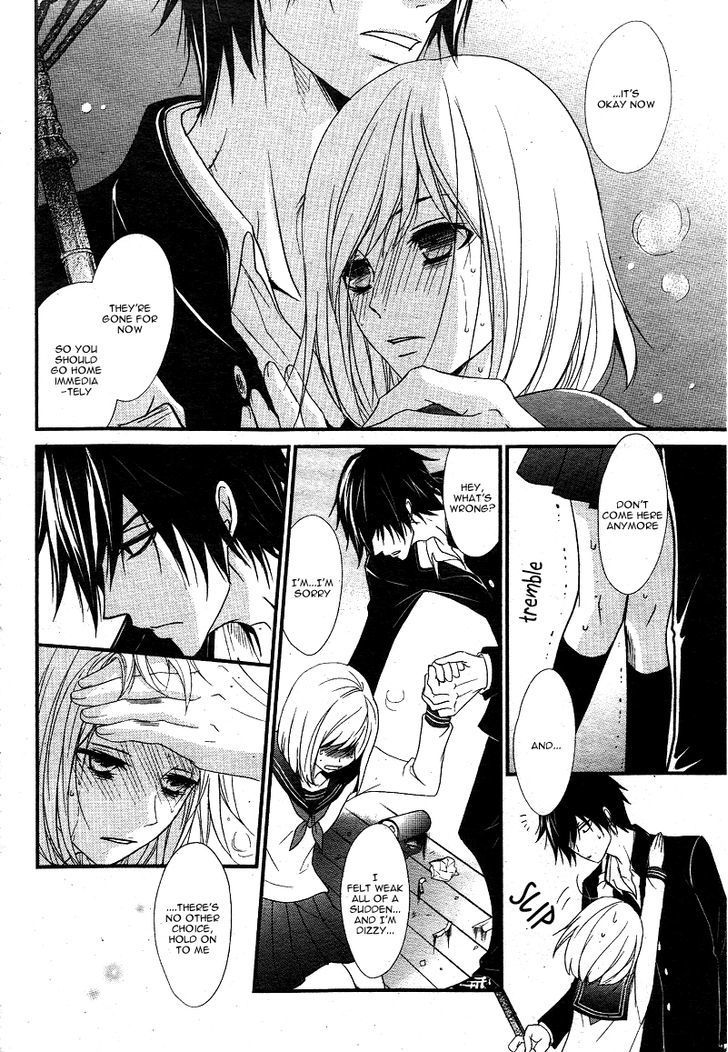 ...IT'S
OKAY NOW
THEY'RE
GONE FOR
NOW
SO YOU
SHOULD
GO HOME
IMMEDIA
-TELY
DON'T
COME HERE
ANYMORE
tremble
AND...
SLIP
HEY,
WHAT'S
WRONG?
I'M...I'M
SORRY
I
FELT WEAK
ALL OF A
SUDDEN...
AND I'M
DIZZY...
....THERE'S
NO OTHER
CHOICE,
HOLD ON
TO ME